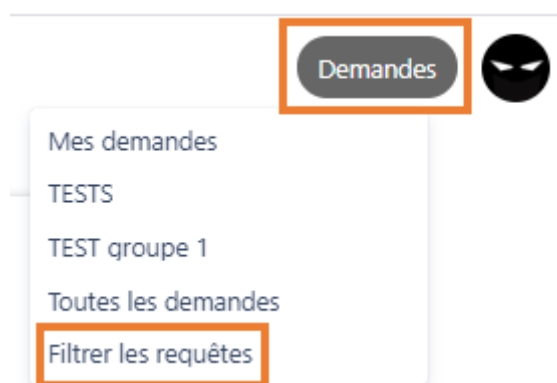 Demandes
Mes demandes
TESTS
TEST groupe 1
Toutes les demandes
Filtrer les requêtes